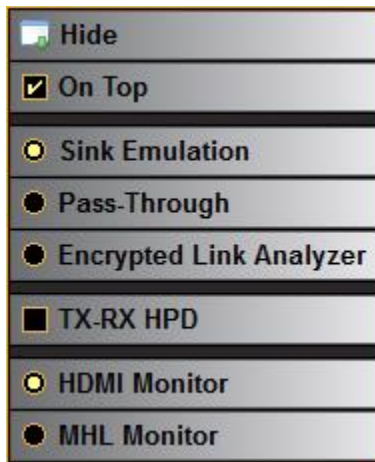 Hide
On Top
Sink Emulation
Pass-Through
Encrypted Link Analyzer
TX-RX HPD
HDMI Monitor
MHL Monitor